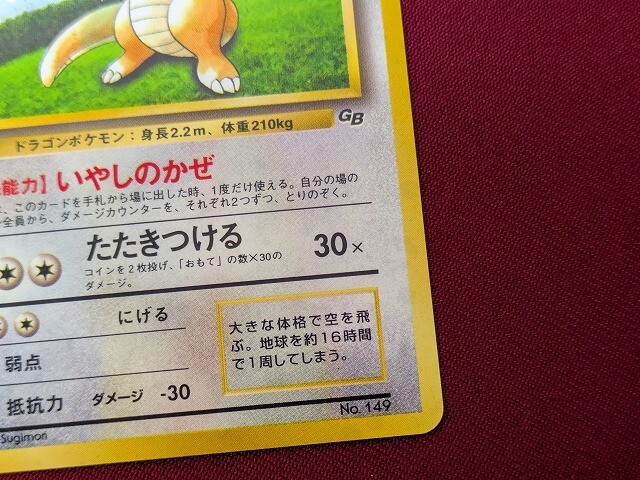 ドラゴンポケモン：身長2.2m、体重210kg
GB
能力】いやしのかぜ
、このカードを手札から場に出した時、1度だけ使える。自分の場の
全員から、ダメージカウンターを、それぞれ2つずつ、とりのぞく。
たたきつける 30×
コインを2枚投げ、「おもて」の数×30の
ダメージ。
にげる
弱点
抵抗力 ダメージ -30
大きな体格で空を飛
ぶ。地球を約16時間
で1周してしまう。
No. 149
Sugimori